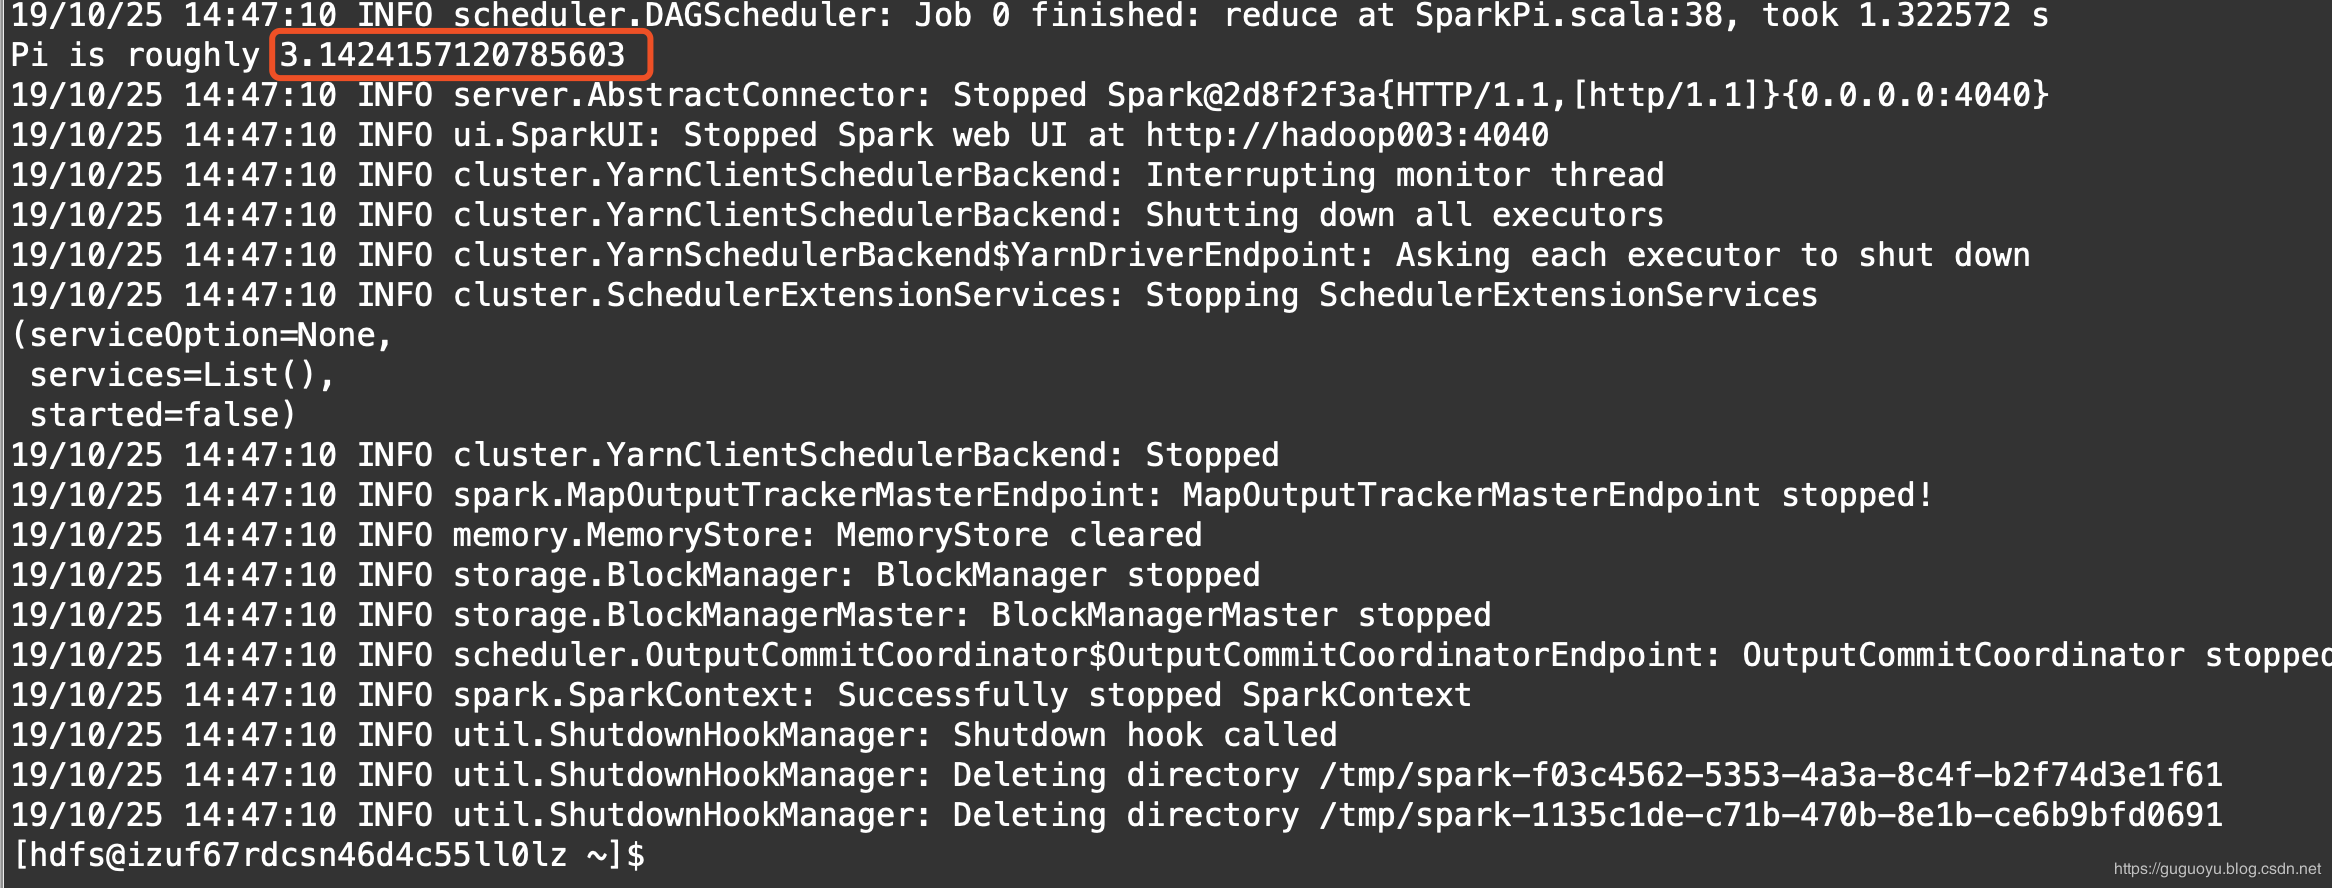 19/10/25 14:47:10 INFO scheduler.DAGScheduler: Job 0 finished: reduce at SparkPi.scala:38, took 1.322572 s
Pi is roughly 3.1424157120785603
19/10/25 14:47:10 INFO server.AbstractConnector: Stopped Spark@2d8f2f3a{HTTP/1.1,[http/1.1]}{0.0.0.0:4040}
19/10/25 14:47:10 INFO ui.SparkUI: Stopped Spark web UI at http://hadoop003:4040
19/10/25 14:47:10 INFO cluster.YarnClientSchedulerBackend: Interrupting monitor thread
19/10/25 14:47:10 INFO cluster.YarnClientSchedulerBackend: Shutting down all executors
19/10/25 14:47:10 INFO cluster.YarnSchedulerBackend$YarnDriverEndpoint: Asking each executor to shut down
19/10/25 14:47:10 INFO cluster.SchedulerExtensionServices: Stopping SchedulerExtensionServices
(serviceOption=None,
 services=List(),
 started=false)
19/10/25 14:47:10 INFO cluster.YarnClientSchedulerBackend: Stopped
19/10/25 14:47:10 INFO spark.MapOutputTrackerMasterEndpoint: MapOutputTrackerMasterEndpoint stopped!
19/10/25 14:47:10 INFO memory.MemoryStore: MemoryStore cleared
19/10/25 14:47:10 INFO storage.BlockManager: BlockManager stopped
19/10/25 14:47:10 INFO storage.BlockManagerMaster: BlockManagerMaster stopped
19/10/25 14:47:10 INFO scheduler.OutputCommitCoordinator$OutputCommitCoordinatorEndpoint: OutputCommitCoordinator stopped
19/10/25 14:47:10 INFO spark.SparkContext: Successfully stopped SparkContext
19/10/25 14:47:10 INFO util.ShutdownHookManager: Shutdown hook called
19/10/25 14:47:10 INFO util.ShutdownHookManager: Deleting directory /tmp/spark-f03c4562-5353-4a3a-8c4f-b2f74d3e1f61
19/10/25 14:47:10 INFO util.ShutdownHookManager: Deleting directory /tmp/spark-1135c1de-c71b-470b-8e1b-ce6b9bfd0691
[hdfs@izuf67rdcsn46d4c55ll0lz ~]$
https://guguoyu.blog.csdn.net